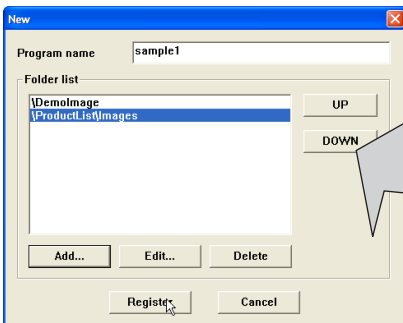 New
Program name sample1
Folder list
\DemoImage
\ProductList\Images
UP
DOWN
Add... Edit... Delete
Register Cancel